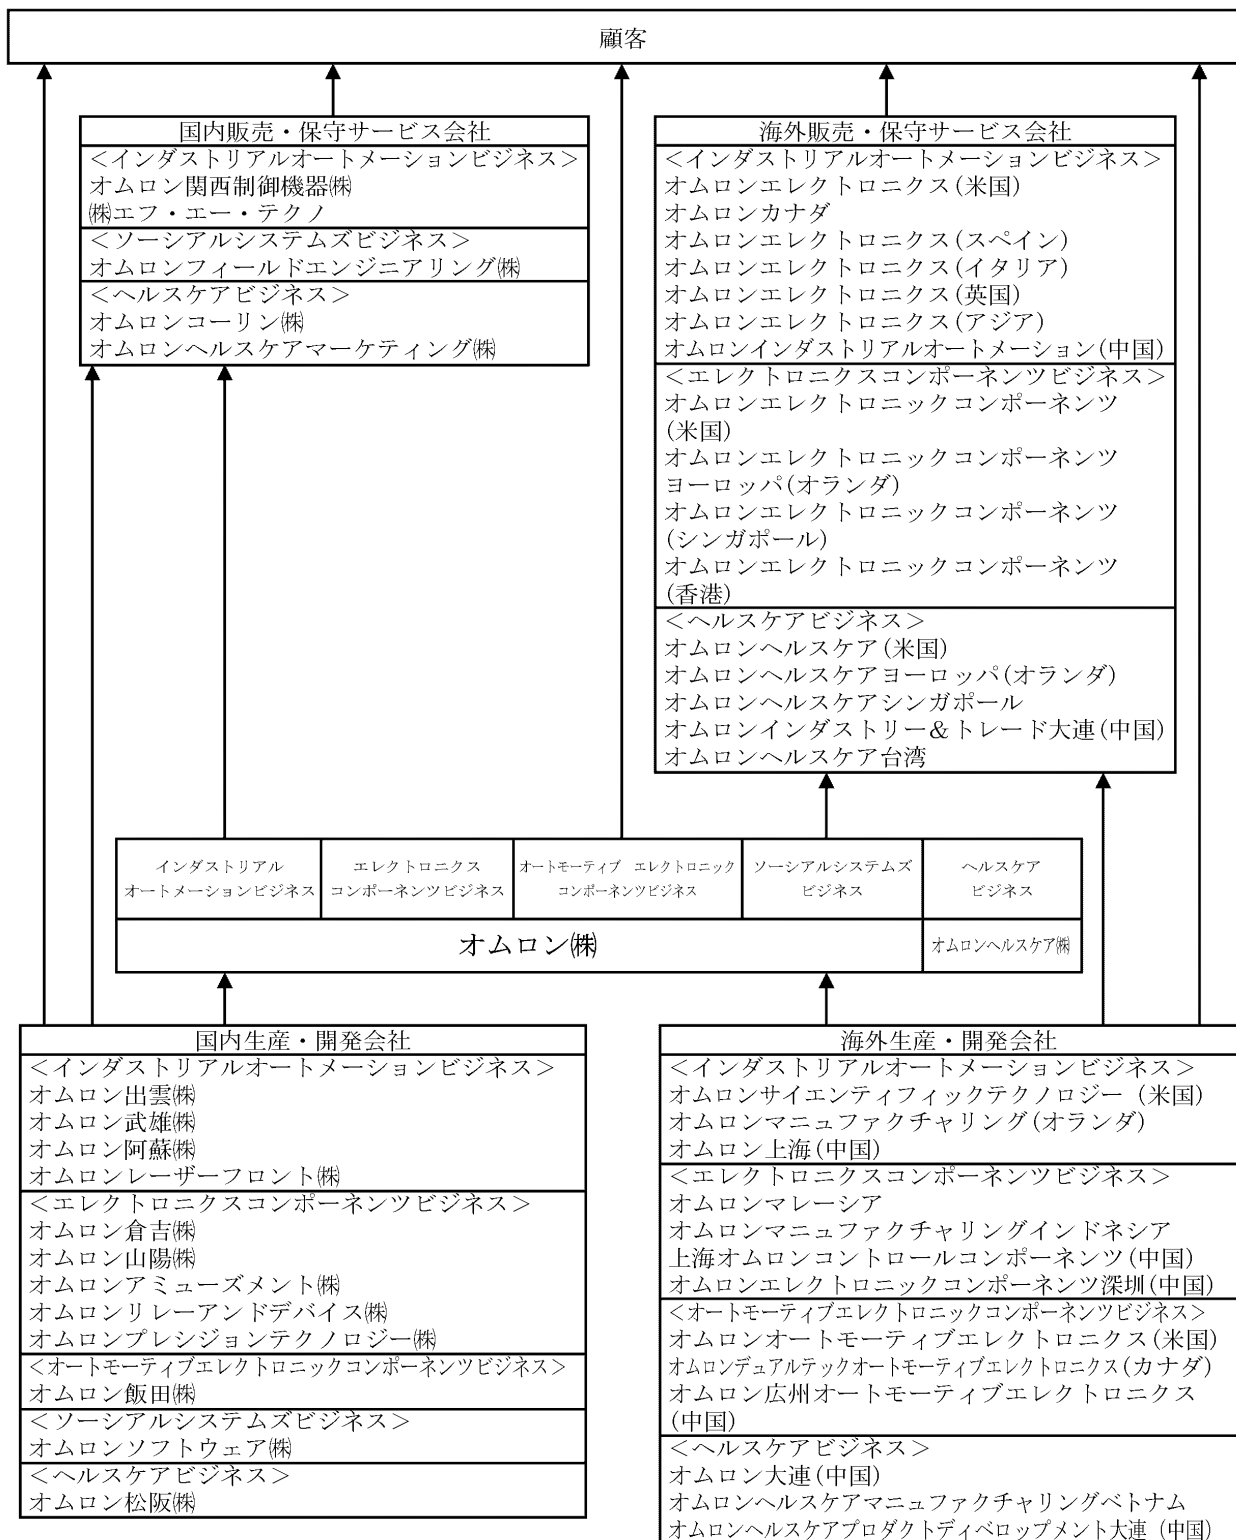 顧客
国内販売・保守サービス会社
＜インダストリアルオートメーションビジネス＞
オムロン関西制御機器㈱
㈱エフ・エー・テクノ
＜ソーシアルシステムズビジネス＞
オムロンフィールドエンジニアリング㈱
＜ヘルスケアビジネス＞
オムロンコーリン㈱
オムロンヘルスケアマーケティング㈱
海外販売・保守サービス会社
＜インダストリアルオートメーションビジネス＞
オムロンエレクトロニクス(米国)
オムロンカナダ
オムロンエレクトロニクス(スペイン)
オムロンエレクトロニクス(イタリア)
オムロンエレクトロニクス(英国)
オムロンエレクトロニクス(アジア)
オムロンインダストリアルオートメーション(中国)
＜エレクトロニクスコンポーネンツビジネス＞
オムロンエレクトロニックコンポーネンツ
(米国)
オムロンエレクトロニックコンポーネンツ
ヨーロッパ(オランダ)
オムロンエレクトロニックコンポーネンツ
(シンガポール)
オムロンエレクトロニックコンポーネンツ
(香港)
＜ヘルスケアビジネス＞
オムロンヘルスケア(米国)
オムロンヘルスケアヨーロッパ(オランダ)
オムロンヘルスケアシンガポール
オムロンインダストリー＆トレード大連(中国)
オムロンヘルスケア台湾
インダストリアル
オートメーションビジネス
エレクトロニクス
コンポーネンツビジネス
オートモーティブ　エレクトロニック
コンポーネンツビジネス
ソーシアルシステムズ
ビジネス
ヘルスケア
ビジネス
オムロン㈱
オムロンヘルスケア㈱
国内生産・開発会社
＜インダストリアルオートメーションビジネス＞
オムロン出雲㈱
オムロン武雄㈱
オムロン阿蘇㈱
オムロンレーザーフロント㈱
＜エレクトロニクスコンポーネンツビジネス＞
オムロン倉吉㈱
オムロン山陽㈱
オムロンアミューズメント㈱
オムロンリレーアンドデバイス㈱
オムロンプレシジョンテクノロジー㈱
＜オートモーティブエレクトロニックコンポーネンツビジネス＞
オムロン飯田㈱
＜ソーシアルシステムズビジネス＞
オムロンソフトウェア㈱
＜ヘルスケアビジネス＞
オムロン松阪㈱
海外生産・開発会社
＜インダストリアルオートメーションビジネス＞
オムロンサイエンティフィックテクノロジー (米国)
オムロンマニュファクチャリング(オランダ)
オムロン上海(中国)
＜エレクトロニクスコンポーネンツビジネス＞
オムロンマレーシア
オムロンマニュファクチャリングインドネシア
上海オムロンコントロールコンポーネンツ(中国)
オムロンエレクトロニックコンポーネンツ深圳(中国)
＜オートモーティブエレクトロニックコンポーネンツビジネス＞
オムロンオートモーティブエレクトロニクス(米国)
オムロンデュアルテックオートモーティブエレクトロニクス(カナダ)
オムロン広州オートモーティブエレクトロニクス
(中国)
＜ヘルスケアビジネス＞
オムロン大連(中国)
オムロンヘルスケアマニュファクチャリングベトナム
オムロンヘルスケアプロダクトディベロップメント大連 (中国)